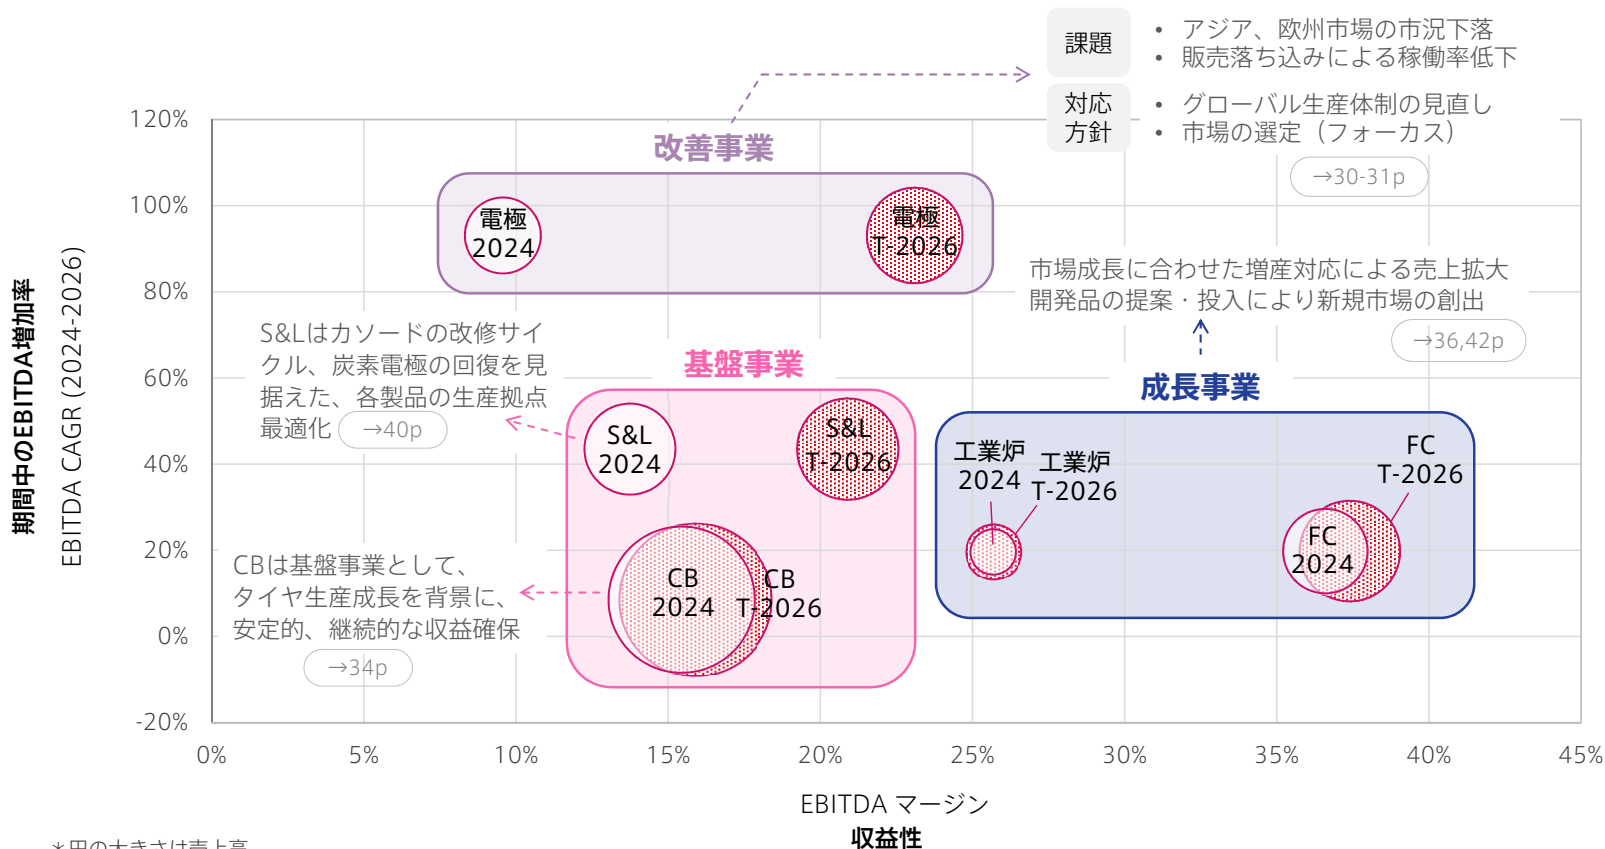 課題
• アジア、欧州市場の市況下落
• 販売落ち込みによる稼働率低下
対応
方針
• グローバル生産体制の見直し
• 市場の選定（フォーカス）
→30-31p
改善事業
電極
2024
電極
T-2026
市場成長に合わせた増産対応による売上拡大
開発品の提案・投入により新規市場の創出
→36,42p
S&Lはカソードの改修サイ
クル、炭素電極の回復を見
据えた、各製品の生産拠点
最適化
→40p
基盤事業
S&L
2024
S&L
T-2026
成長事業
工業炉
2024
工業炉
T-2026
FC
T-2026
FC
2024
CBは基盤事業として、
タイヤ生産成長を背景に、
安定的、継続的な収益確保
→34p
CB
2024
CB
T-2026
期間中のEBITDA増加率
EBITDA CAGR (2024-2026)
120%
100%
80%
60%
40%
20%
0%
-20%
0%
5%
10%
15%
20%
25%
30%
35%
40%
45%
EBITDA マージン
収益性
＊円の大きさは売上高